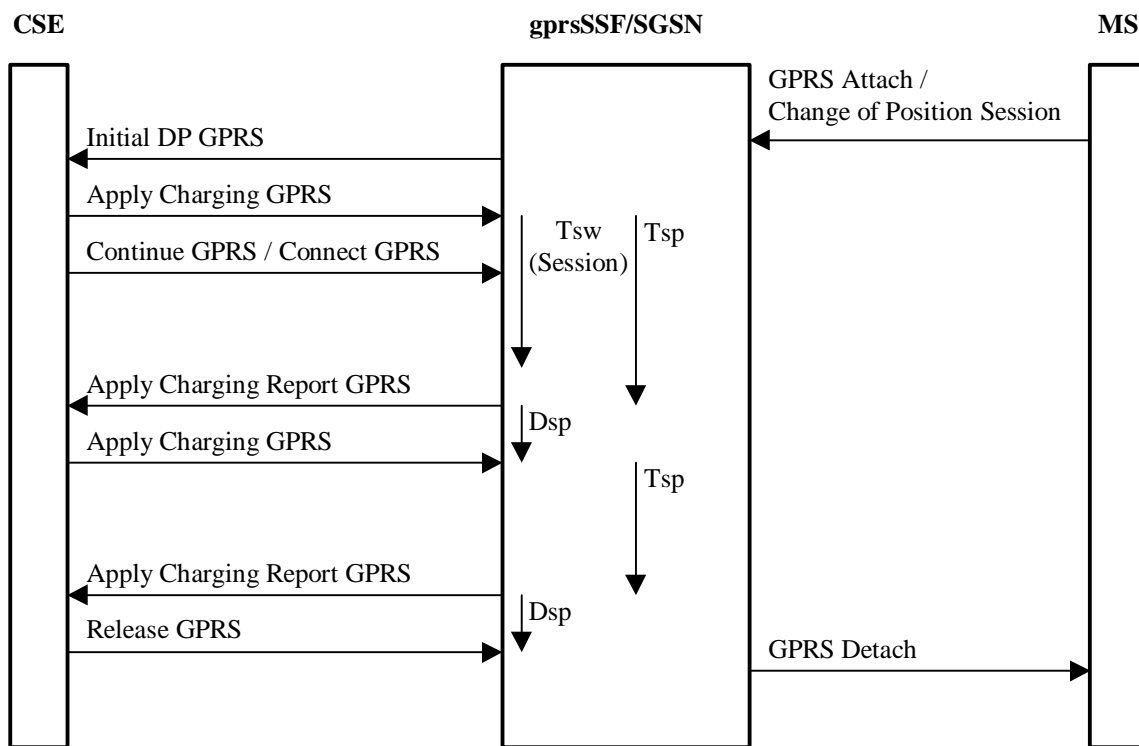 CSE
gprsSSF/SGSN
MS
GPRS Attach /
Change of Position Session
Initial DP GPRS
Apply Charging GPRS
Tsw
(Session)
Tsp
Continue GPRS / Connect GPRS
Apply Charging Report GPRS
Dsp
Apply Charging GPRS
Tsp
Apply Charging Report GPRS
Dsp
Release GPRS
GPRS Detach